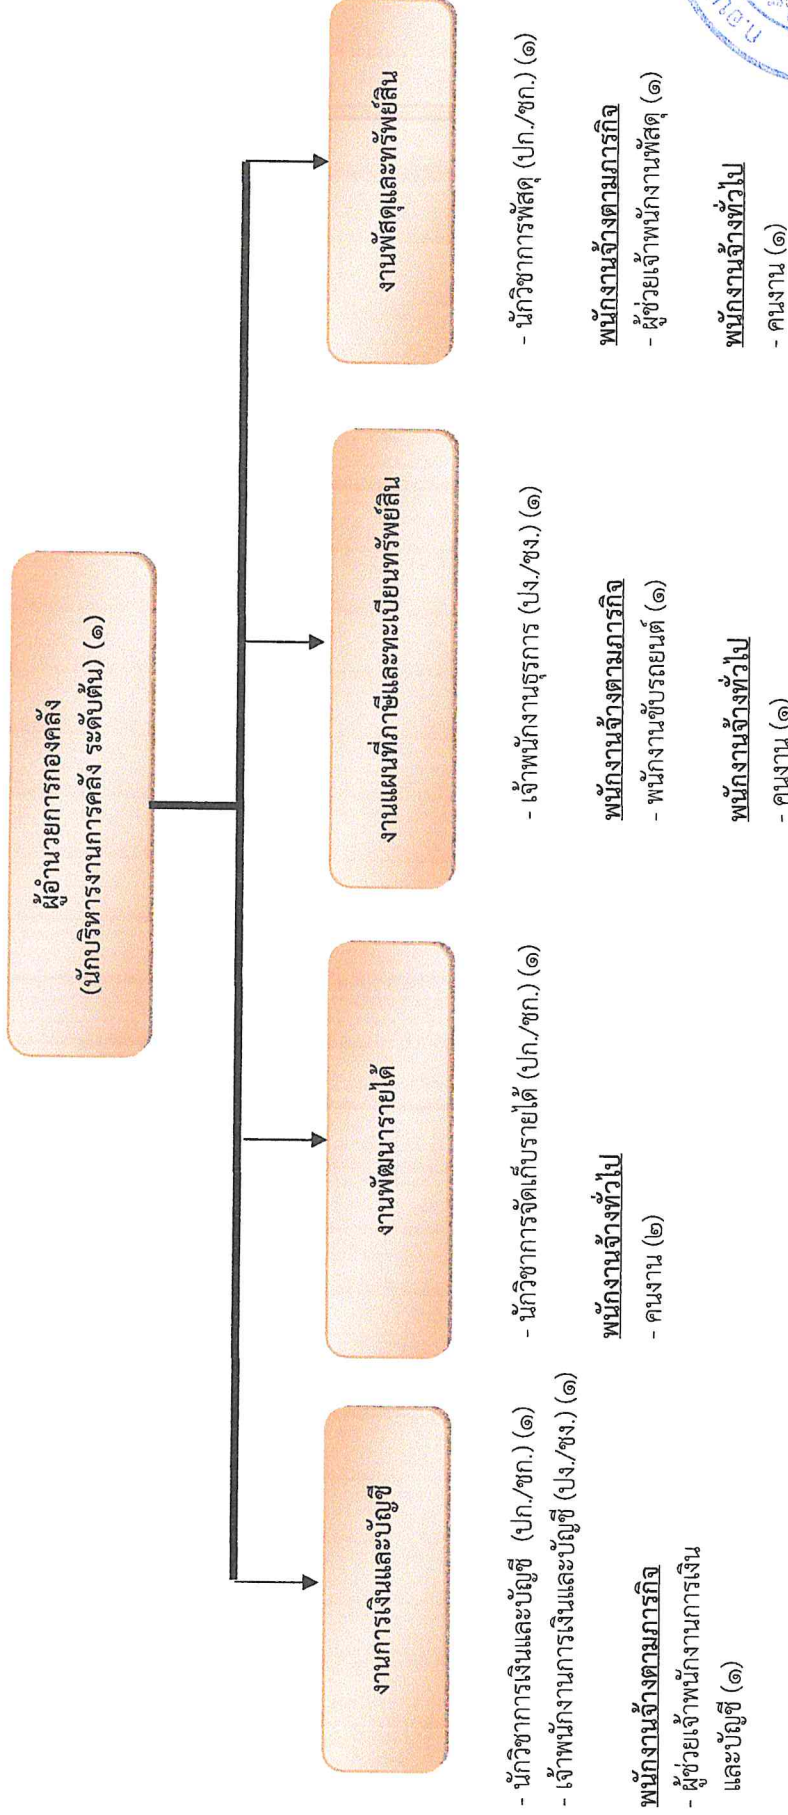 ผู้อำนวยการกองคลัง
(นักบริหารงานการคลัง ระดับต้น) (๑)
งานการเงินและบัญชี
- นักวิชาการเงินและบัญชี (ปก./ชก.) (๑)
- เจ้าพนักงานการเงินและบัญชี (ปง./ชง.) (๑)
พนักงานจ้างตามภารกิจ
- ผู้ช่วยเจ้าพนักงานการเงิน
และบัญชี (๑)
งานพัฒนารายได้
- นักวิชาการจัดเก็บรายได้ (ปก./ชก.) (๑)
พนักงานจ้างทั่วไป
- คนงาน (๒)
งานแผนที่ภาษีและทะเบียนทรัพย์สิน
- เจ้าพนักงานธุรการ (ปง./ชง.) (๑)
พนักงานจ้างตามภารกิจ
- พนักงานขับรถยนต์ (๑)
พนักงานจ้างทั่วไป
- คนงาน (๑)
งานพัสดุและทรัพย์สิน
- นักวิชาการพัสดุ (ปก./ชก.) (๑)
พนักงานจ้างตามภารกิจ
- ผู้ช่วยเจ้าพนักงานพัสดุ (๑)
พนักงานจ้างทั่วไป
- คนงาน (๑)